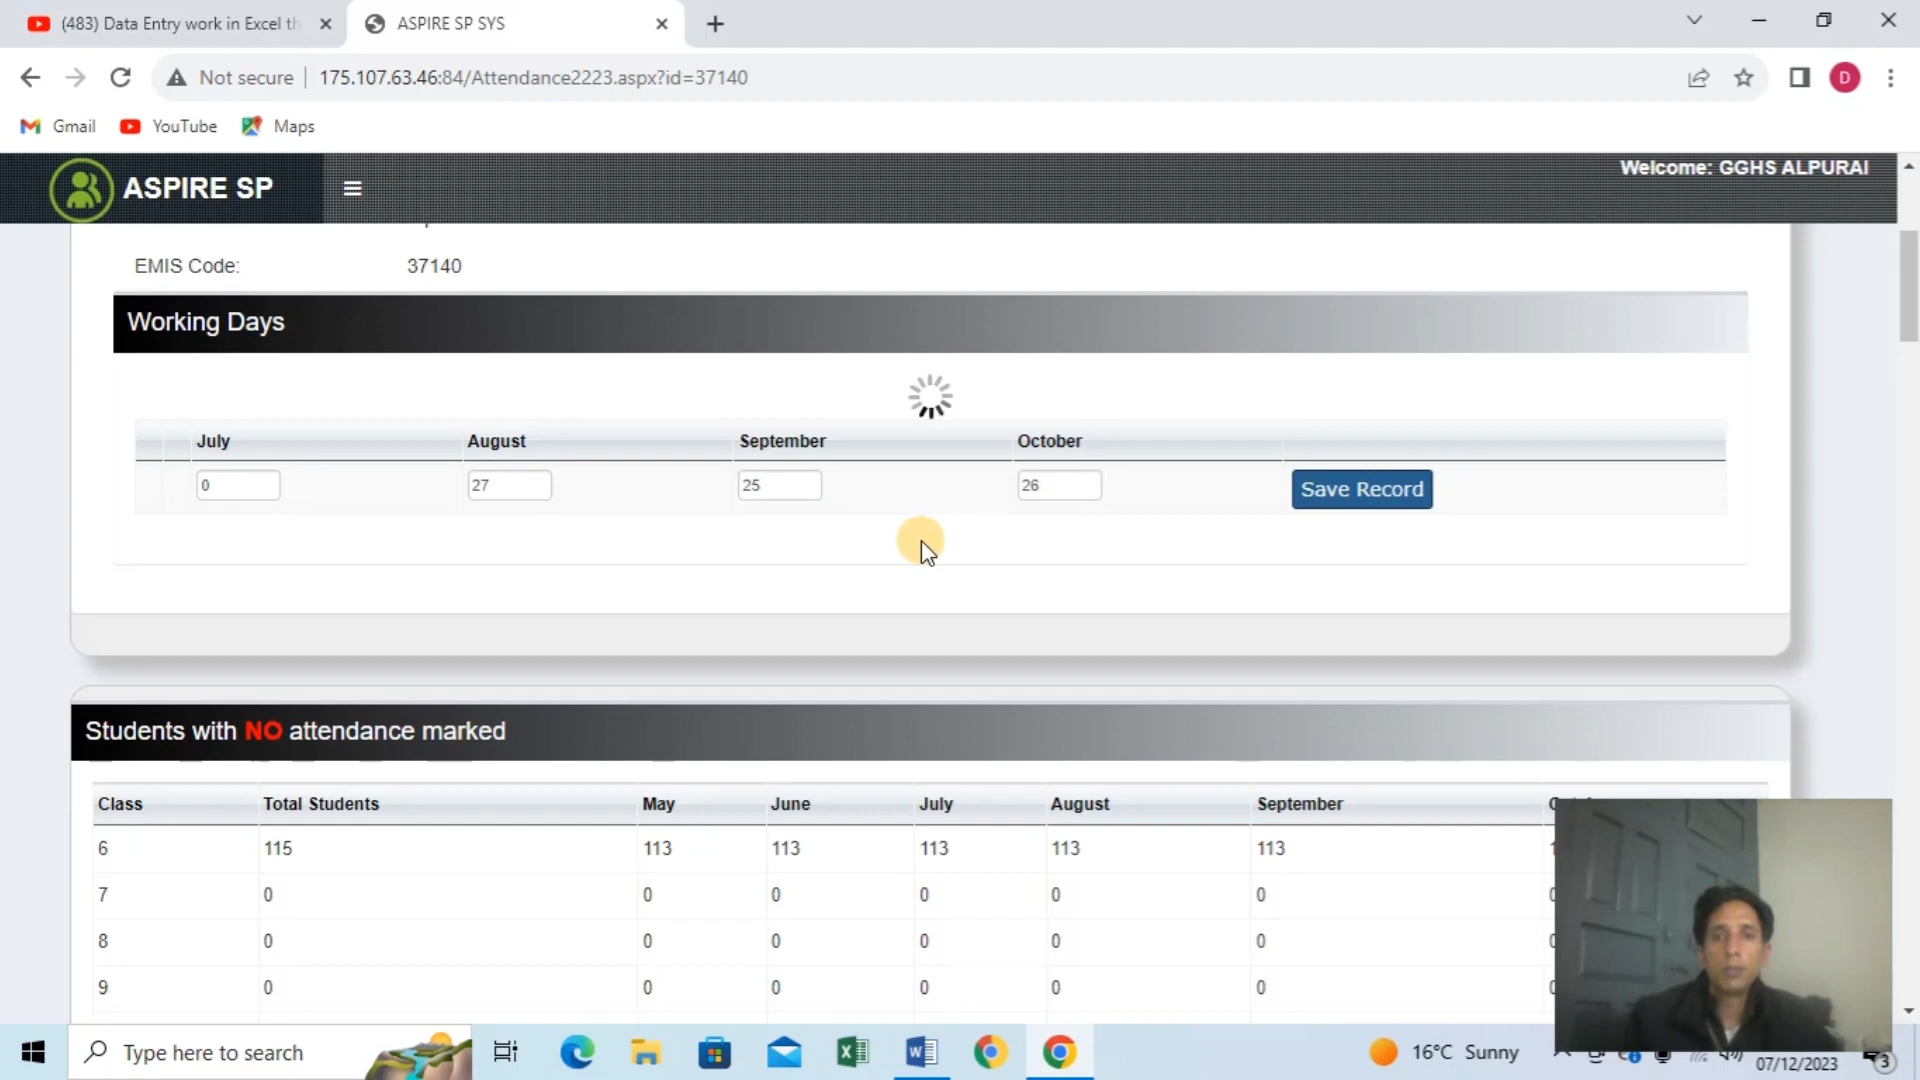 (483) Data Entry work in Excel th
ASPIRE SP SYS
Not secure
175.107.63.46:84/Attendance2223.aspx?id=37140
D
Gmail
YouTube
Maps
ASPIRE SP
Welcome: GGHS ALPURAI
EMIS Code: 37140
Working Days
July August September October
0 27 25 26 Save Record
Students with NO attendance marked
Class Total Students May June July August September
6 115 113 113 113 113 113
7 0 0 0 0 0 0
8 0 0 0 0 0 0
9 0 0 0 0 0 0
Type here to search
16°C Sunny
07/12/2023
3